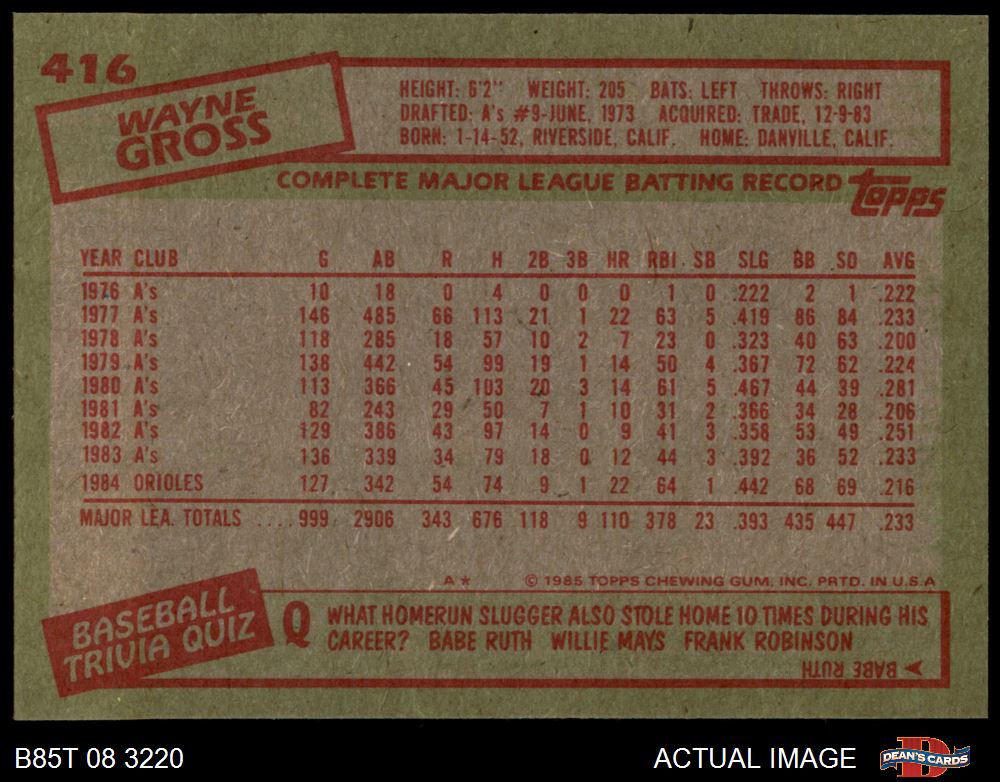 416
WAYNE
GROSS
HEIGHT: 6'2" WEIGHT: 205 BATS: LEFT THROWS: RIGHT
DRAFTED: A's #9-JUNE, 1973 ACQUIRED: TRADE, 12-9-83
BORN: 1-14-52, RIVERSIDE, CALIF. HOME: DANVILLE, CALIF.
COMPLETE MAJOR LEAGUE BATTING RECORD topps
YEAR CLUB G AB R H 2B 3B HR RBI SB SLG BB SO AVG
1976 A's 10 18 0 4 0 0 0 1 0 .222 2 1 .222
1977 A's 146 485 66 113 21 1 22 63 5 .419 86 84 .233
1978 A's 118 285 18 57 10 2 7 23 0 .323 40 63 .200
1979 A's 138 442 54 99 19 1 14 50 4 .367 72 62 .224
1980 A's 113 366 45 103 20 3 14 61 5 .467 44 39 .281
1981 A's 82 243 29 50 7 1 10 31 2 .366 34 28 .206
1982 A's 129 386 43 97 14 0 9 41 3 .358 53 49 .251
1983 A's 136 339 34 79 18 0 12 44 3 .392 36 52 .233
1984 ORIOLES 127 342 54 74 9 1 22 64 1 .442 68 69 .216
MAJOR LEA. TOTALS .... 999 2906 343 676 118 9 110 378 23 .393 435 447 .233
A* © 1985 TOPPS CHEWING GUM, INC. PRTD. IN U.S.A
BASEBALL
TRIVIA QUIZ
Q WHAT HOMERUN SLUGGER ALSO STOLE HOME 10 TIMES DURING HIS
CAREER? BABE RUTH WILLIE MAYS FRANK ROBINSON
BABE RUTH
B85T 08 3220 ACTUAL IMAGE DEAN'S CARDS